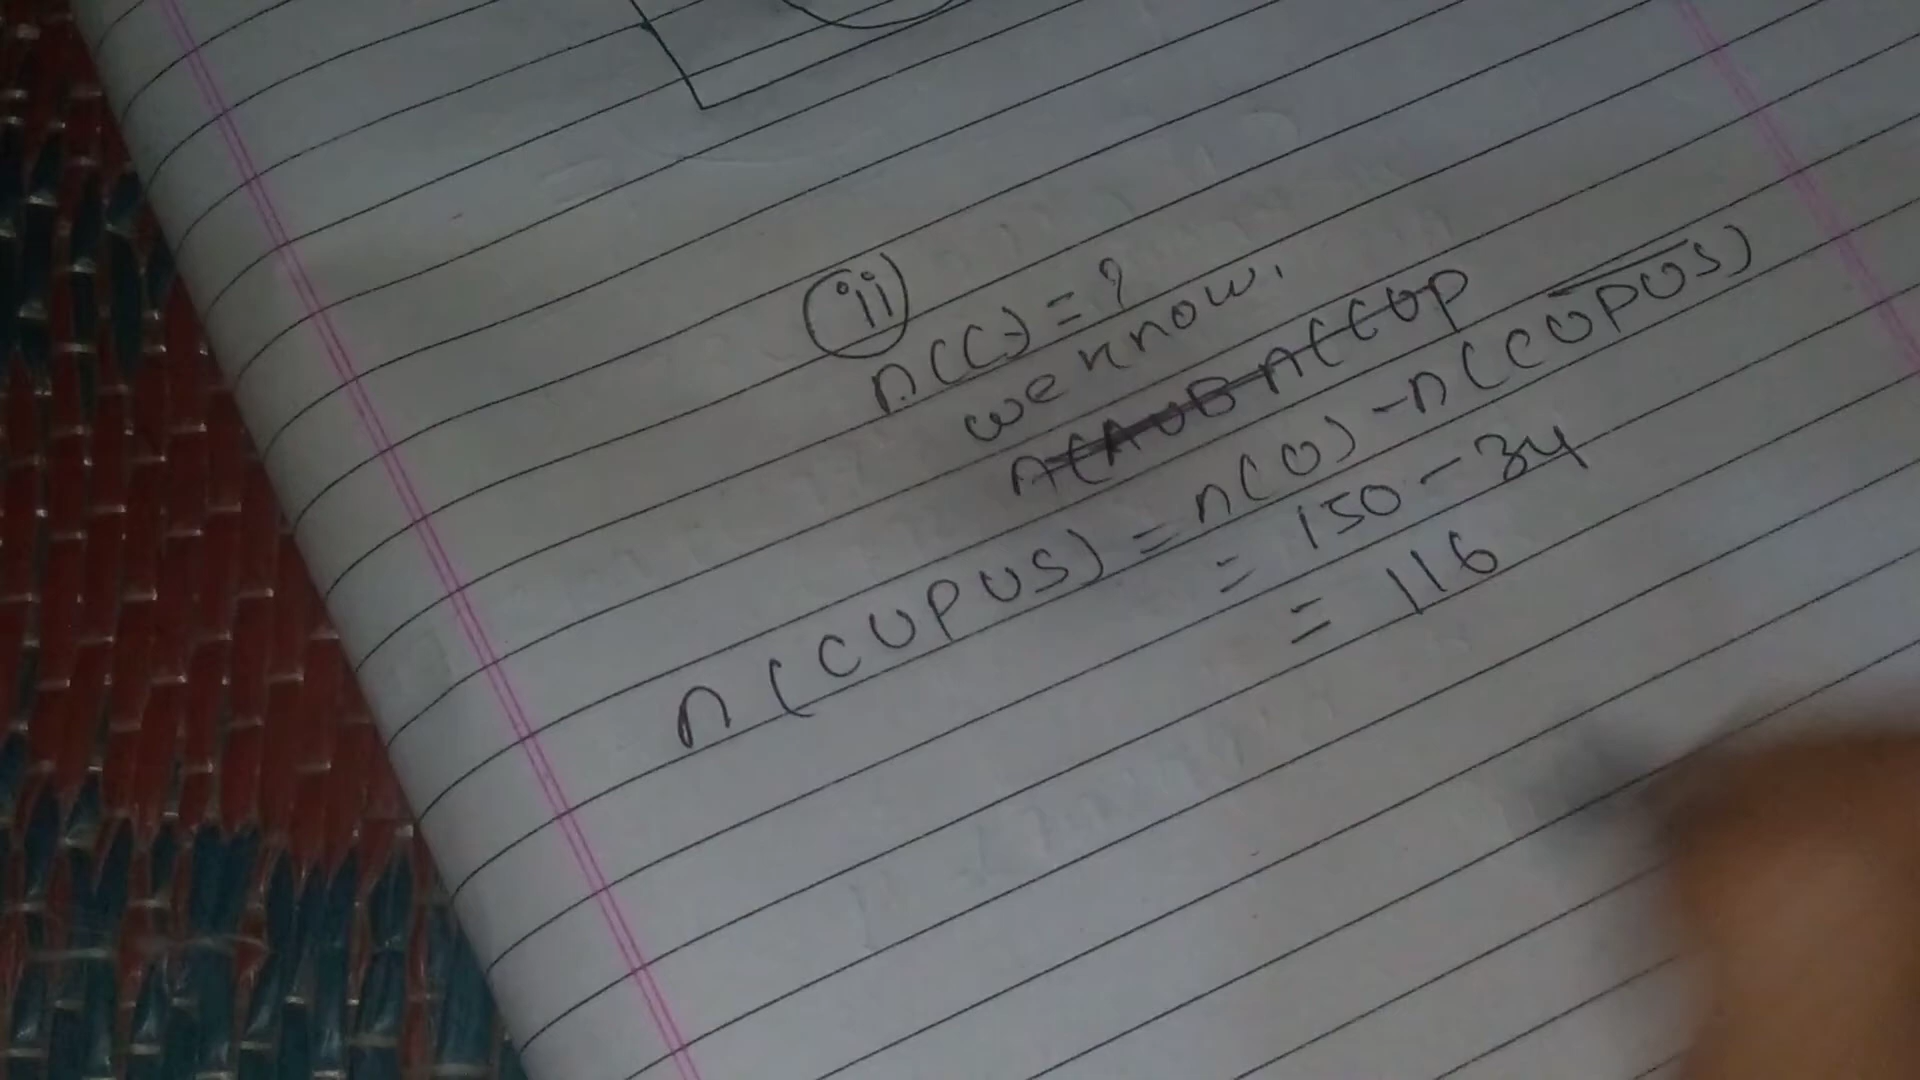 (ii)
n(C) = ?
we know,
n(A∪B n(C∪P
n(C∪P∪S) = n(U) - n(C̅∪̅P̅∪̅S̅)
= 150 - 34
= 116